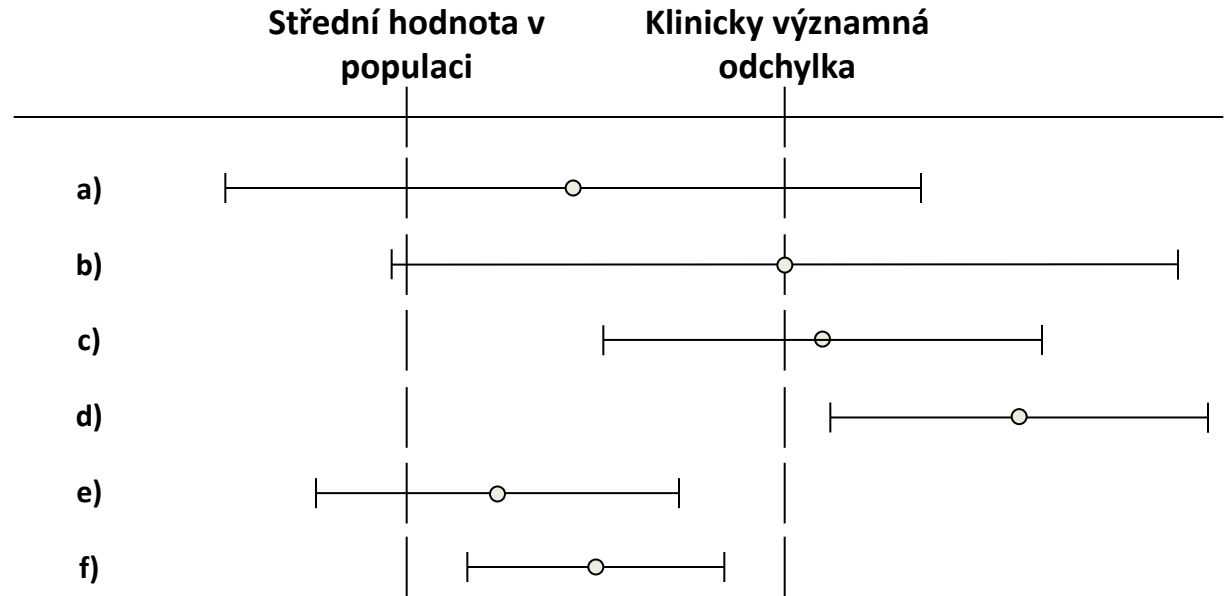 Střední hodnota v
populaci
Klinicky významná
odchylka
a)
b)
c)
d)
e)
f)